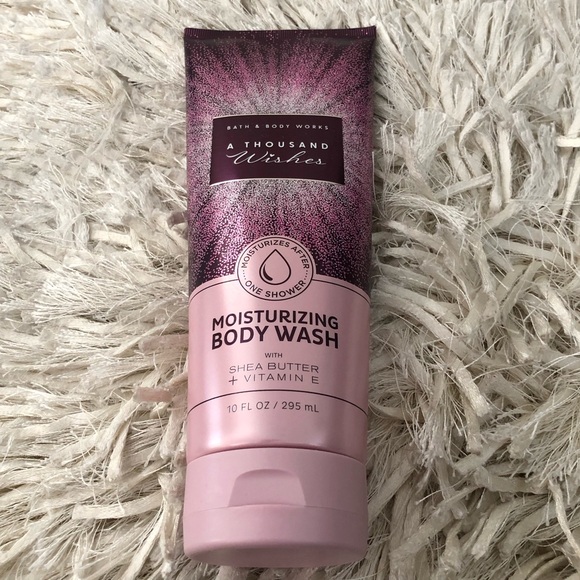 BATH & BODY WORKS
A THOUSAND
Wishes
MOISTURIZES AFTER
ONE SHOWER
MOISTURIZING
BODY WASH
WITH
SHEA BUTTER
+ VITAMIN E
10 FL OZ / 295 mL